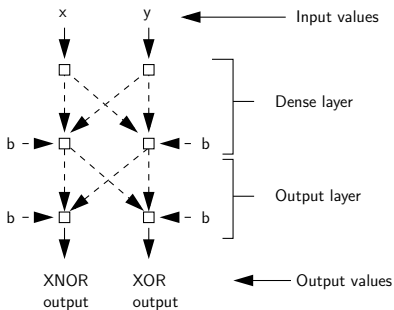 x y Input values
Dense layer
b b
Output layer
b b
XNOR output XOR output Output values